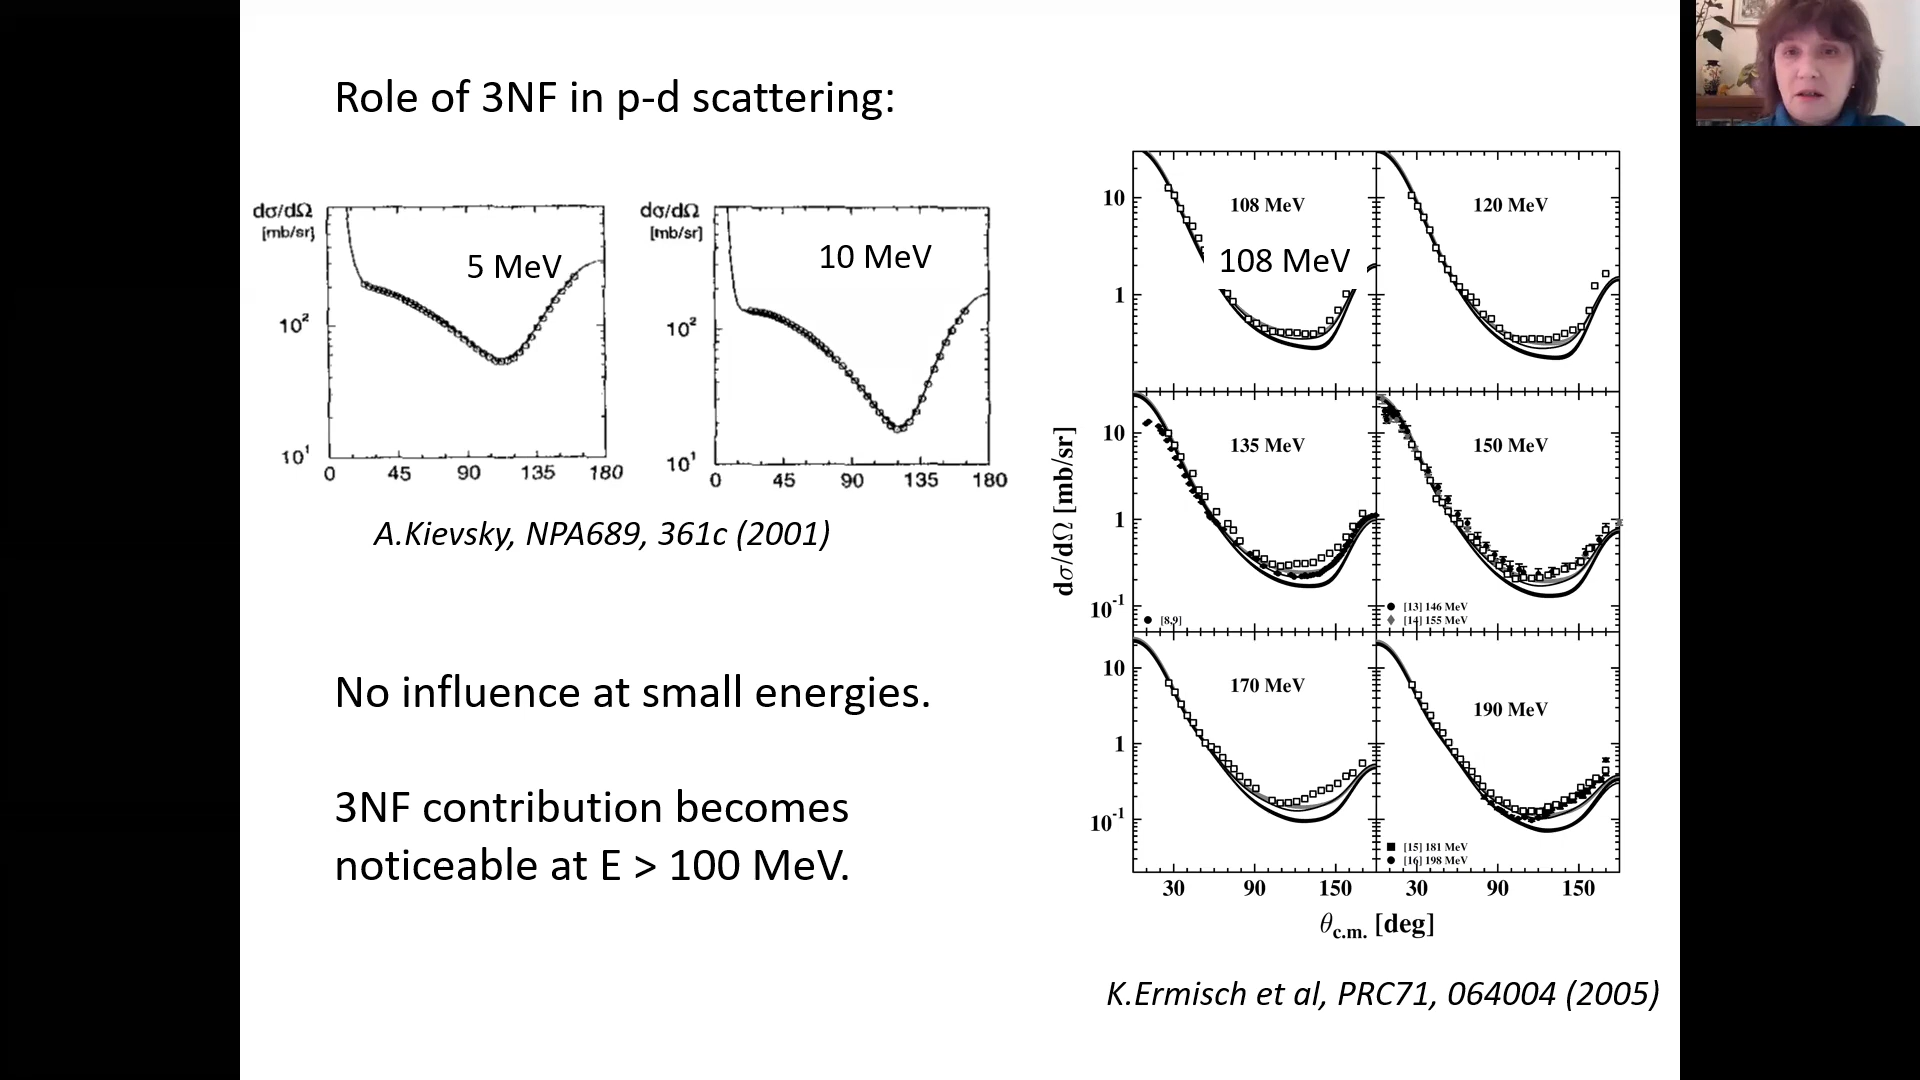 Role of 3NF in p-d scattering:
dσ/dΩ
[mb/sr]
5 MeV
10²
10¹
0 45 90 135 180
dσ/dΩ
[mb/sr]
10 MeV
10²
10¹
0 45 90 135 180
A.Kievsky, NPA689, 361c (2001)
No influence at small energies.
3NF contribution becomes
noticeable at E > 100 MeV.
dσ/dΩ [mb/sr]
10
1
108 MeV
108 MeV
120 MeV
10
1
10⁻¹
135 MeV
[8,9]
150 MeV
[13] 146 MeV
[14] 155 MeV
10
1
10⁻¹
170 MeV
190 MeV
[15] 181 MeV
[16] 198 MeV
30 90 150 30 90 150
θc.m. [deg]
K.Ermisch et al, PRC71, 064004 (2005)